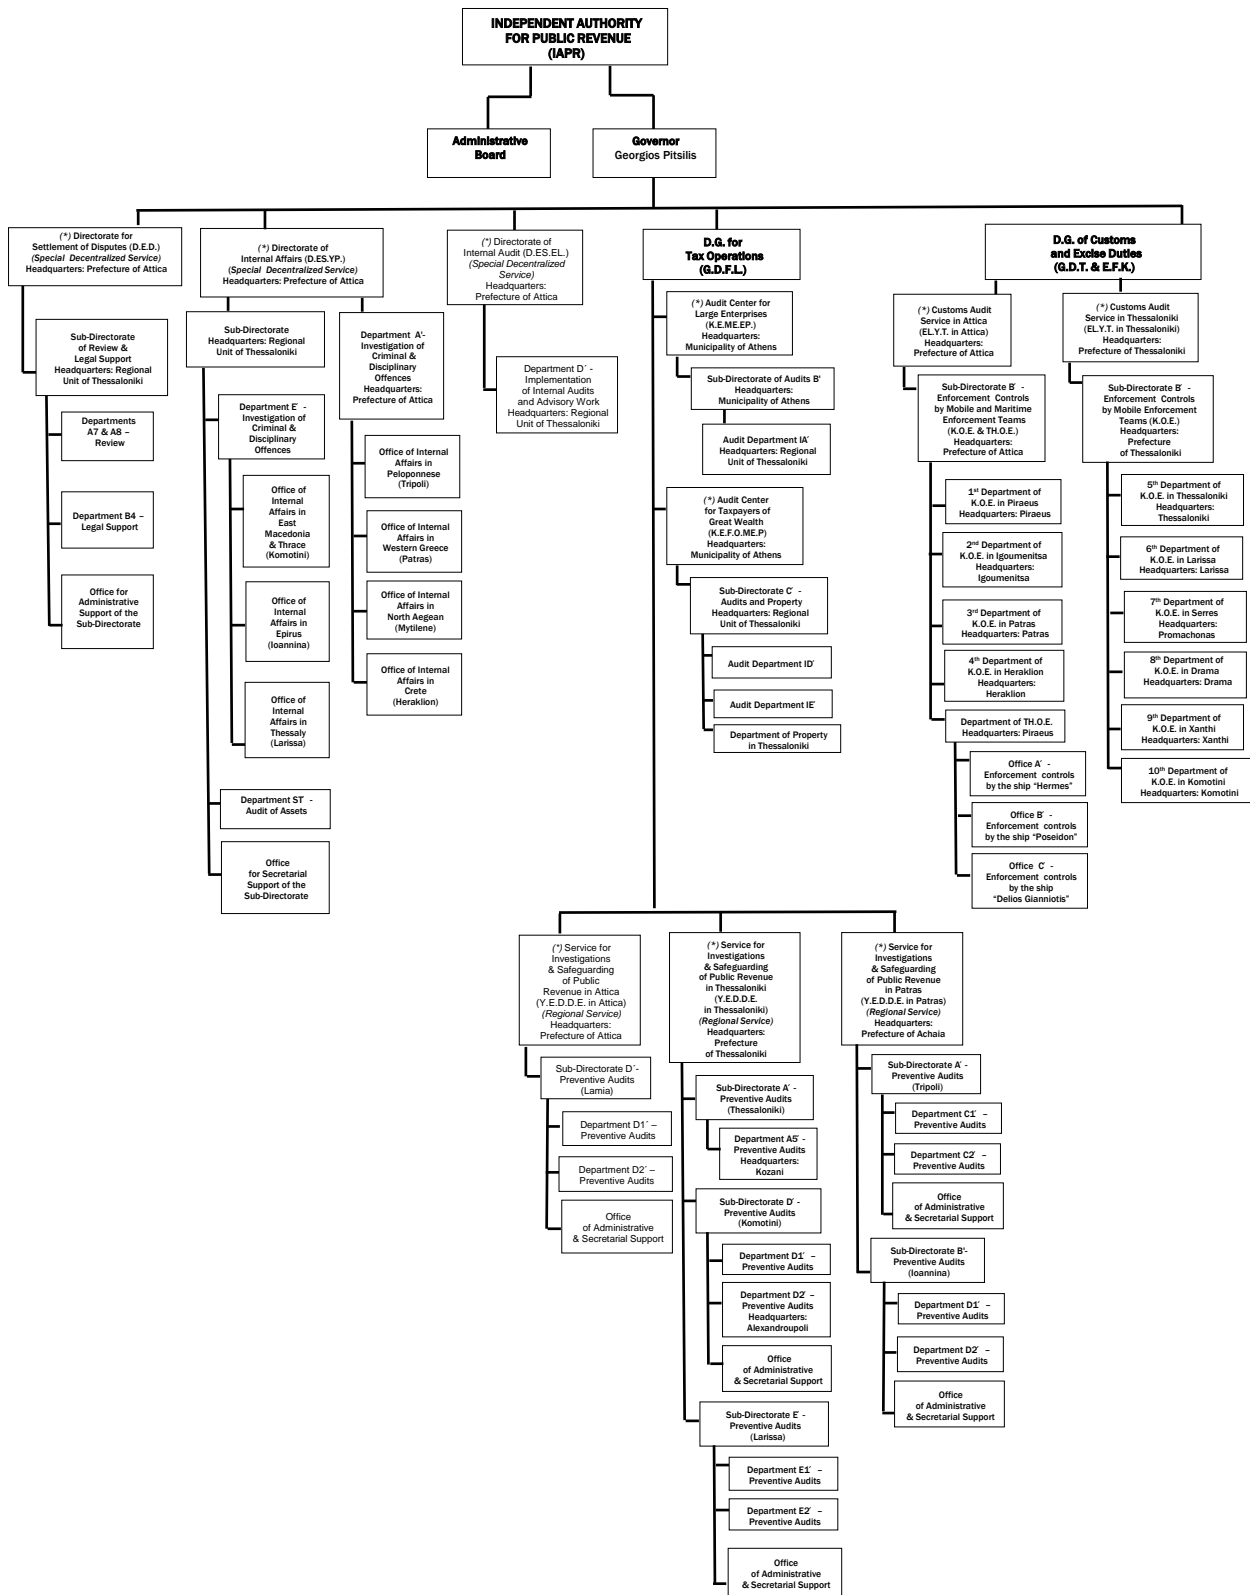 INDEPENDENT AUTHORITY
FOR PUBLIC REVENUE
(IAPR)
Administrative
Board
Governor
Georgios Pitsilis
(*) Directorate for
Settlement of Disputes (D.E.D.)
(Special Decentralized Service)
Headquarters: Prefecture of Attica
Sub-Directorate
of Review &
Legal Support
Headquarters: Regional
Unit of Thessaloniki
Departments
A7 & A8 –
Review
Department B4 –
Legal Support
Office for
Administrative
Support of the
Sub-Directorate
(*) Directorate of
Internal Affairs (D.ES.YP.)
(Special Decentralized Service)
Headquarters: Prefecture of Attica
Sub-Directorate
Headquarters: Regional
Unit of Thessaloniki
Department E΄ -
Investigation of
Criminal &
Disciplinary
Offences
Office of
Internal
Affairs in
East
Macedonia
& Thrace
(Komotini)
Office of
Internal
Affairs in
Epirus
(Ioannina)
Office of
Internal
Affairs in
Thessaly
(Larissa)
Department ST΄ -
Audit of Assets
Office
for Secretarial
Support of the
Sub-Directorate
Department A'-
Investigation of
Criminal &
Disciplinary
Offences
Headquarters:
Prefecture of Attica
Office of Internal
Affairs in
Peloponnese
(Tripoli)
Office of Internal
Affairs in
Western Greece
(Patras)
Office of Internal
Affairs in
North Aegean
(Mytilene)
Office of Internal
Affairs in
Crete
(Heraklion)
(*) Directorate of
Internal Audit (D.ES.EL.)
(Special Decentralized
Service)
Headquarters:
Prefecture of Attica
Department D΄ -
Implementation
of Internal Audits
and Advisory Work
Headquarters: Regional
Unit of Thessaloniki
D.G. for
Tax Operations
(G.D.F.L.)
(*) Audit Center for
Large Enterprises
(K.E.ME.EP.)
Headquarters:
Municipality of Athens
Sub-Directorate of Audits B'
Headquarters:
Municipality of Athens
Audit Department IA΄
Headquarters: Regional
Unit of Thessaloniki
(*) Audit Center
for Taxpayers of
Great Wealth
(K.E.F.O.ME.P)
Headquarters:
Municipality of Athens
Sub-Directorate C΄ -
Audits and Property
Headquarters: Regional
Unit of Thessaloniki
Audit Department ID΄
Audit Department IE΄
Department of Property
in Thessaloniki
D.G. of Customs
and Excise Duties
(G.D.T. & E.F.K.)
(*) Customs Audit
Service in Attica
(EL.Y.T. in Attica)
Headquarters:
Prefecture of Attica
Sub-Directorate B΄ -
Enforcement Controls
by Mobile and Maritime
Enforcement Teams
(K.O.E. & TH.O.E.)
Headquarters:
Prefecture of Attica
1st Department of
K.O.E. in Piraeus
Headquarters: Piraeus
2nd Department of
K.O.E. in Igoumenitsa
Headquarters:
Igoumenitsa
3rd Department of
K.O.E. in Patras
Headquarters: Patras
4th Department of
K.O.E. in Heraklion
Headquarters:
Heraklion
Department of TH.O.E.
Headquarters: Piraeus
Office A΄ -
Enforcement controls
by the ship “Hermes”
Office B΄ -
Enforcement controls
by the ship “Poseidon”
Office C΄ -
Enforcement controls
by the ship
“Delios Gianniotis”
(*) Customs Audit
Service in Thessaloniki
(EL.Y.T. in Thessaloniki)
Headquarters:
Prefecture of Thessaloniki
Sub-Directorate B΄ -
Enforcement Controls
by Mobile Enforcement
Teams (K.O.E.)
Headquarters:
Prefecture
of Thessaloniki
5th Department of
K.O.E. in Thessaloniki
Headquarters:
Thessaloniki
6th Department of
K.O.E. in Larissa
Headquarters: Larissa
7th Department of
K.O.E. in Serres
Headquarters:
Promachonas
8th Department of
K.O.E. in Drama
Headquarters: Drama
9th Department of
K.O.E. in Xanthi
Headquarters: Xanthi
10th Department of
K.O.E. in Komotini
Headquarters: Komotini
(*) Service for
Investigations
& Safeguarding
of Public
Revenue in Attica
(Y.E.D.D.E. in Attica)
(Regional Service)
Headquarters:
Prefecture of Attica
Sub-Directorate D΄-
Preventive Audits
(Lamia)
Department D1΄ –
Preventive Audits
Department D2΄ –
Preventive Audits
Office
of Administrative
& Secretarial Support
(*) Service for
Investigations
& Safeguarding
of Public Revenue
in Thessaloniki
(Y.E.D.D.E.
in Thessaloniki)
(Regional Service)
Headquarters:
Prefecture
of Thessaloniki
Sub-Directorate A΄ -
Preventive Audits
(Thessaloniki)
Department A5΄ -
Preventive Audits
Headquarters:
Kozani
Sub-Directorate D΄ -
Preventive Audits
(Komotini)
Department D1΄ –
Preventive Audits
Department D2΄ –
Preventive Audits
Headquarters:
Alexandroupoli
Office
of Administrative
& Secretarial Support
Sub-Directorate E΄ -
Preventive Audits
(Larissa)
Department E1΄ –
Preventive Audits
Department E2΄ –
Preventive Audits
Office
of Administrative
& Secretarial Support
(*) Service for
Investigations
& Safeguarding
of Public Revenue
in Patras
(Y.E.D.D.E. in Patras)
(Regional Service)
Headquarters:
Prefecture of Achaia
Sub-Directorate A΄ -
Preventive Audits
(Tripoli)
Department C1΄ –
Preventive Audits
Department C2΄ –
Preventive Audits
Office
of Administrative
& Secretarial Support
Sub-Directorate B'-
Preventive Audits
(Ioannina)
Department D1΄ –
Preventive Audits
Department D2΄ –
Preventive Audits
Office
of Administrative
& Secretarial Support